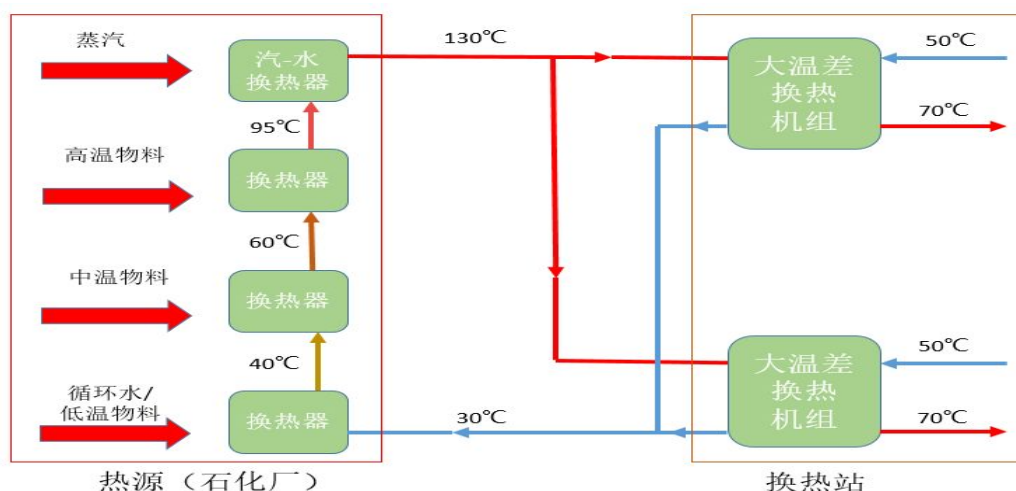 蒸汽
汽-水
换热器
130℃
大温差
换热
机组
50℃
70℃
95℃
高温物料
换热器
60℃
中温物料
换热器
40℃
循环水/
低温物料
换热器
30℃
大温差
换热
机组
50℃
70℃
热源（石化厂）
换热站